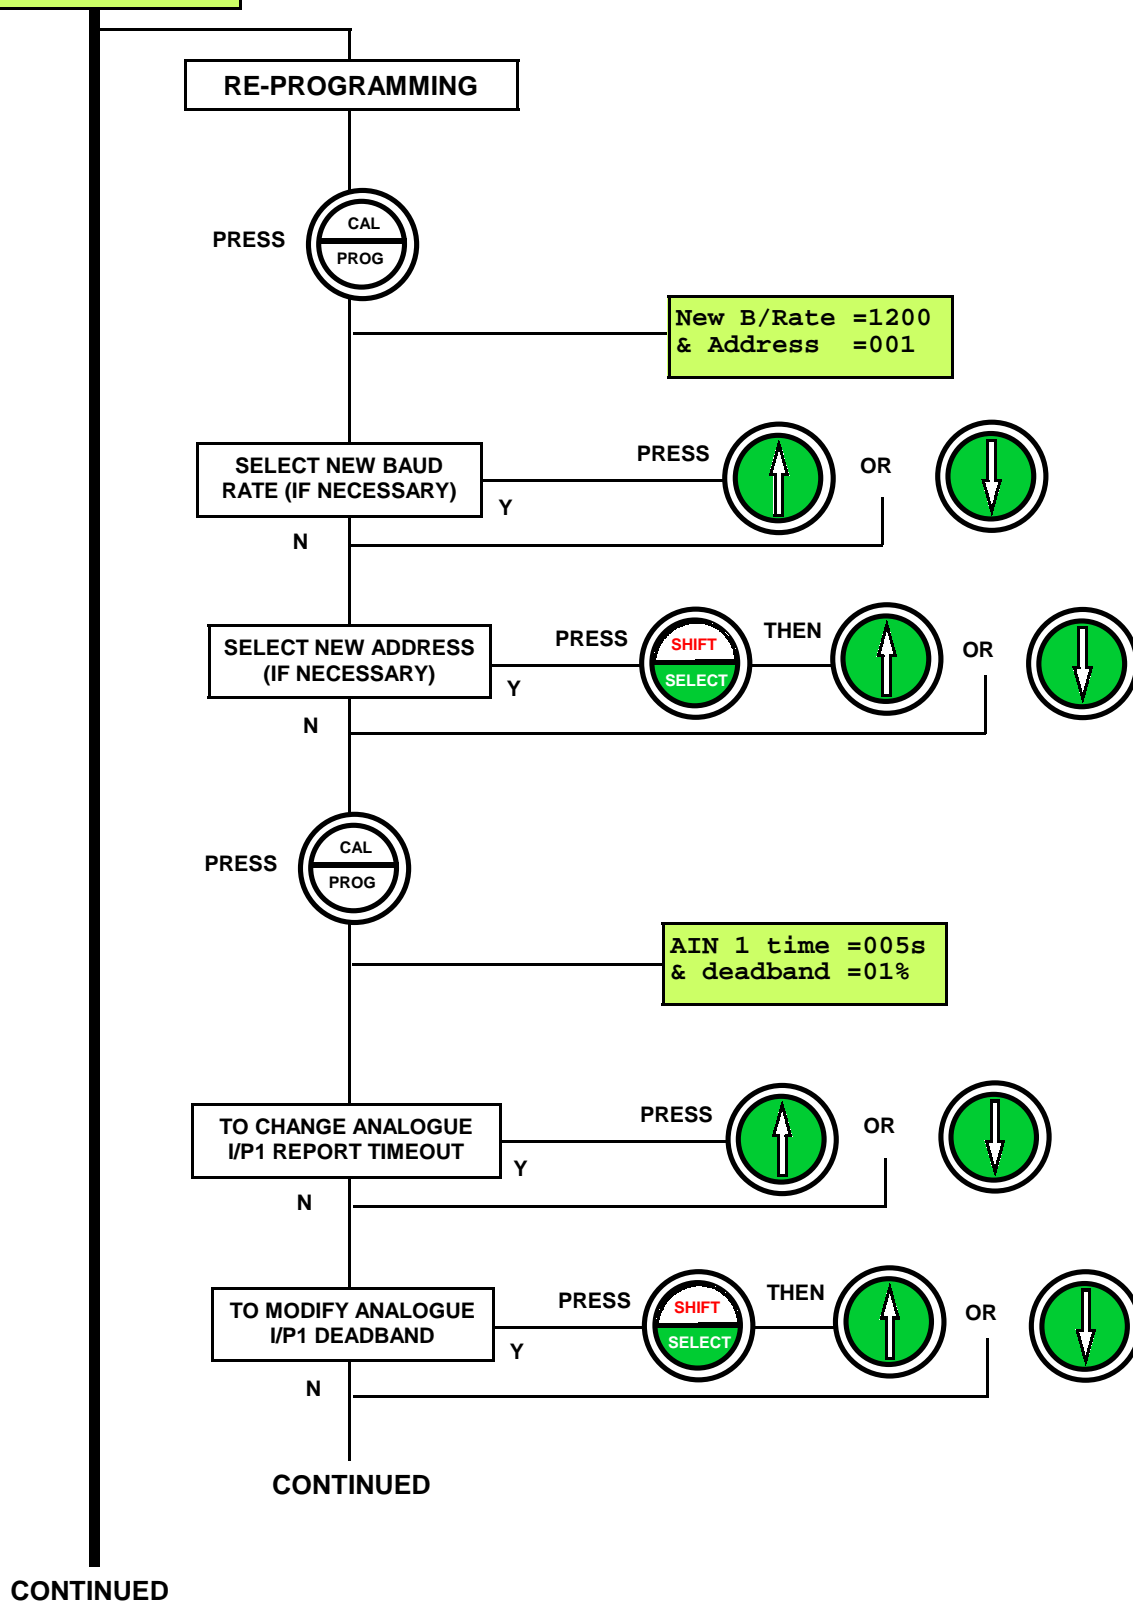 RE-PROGRAMMING
PRESS
CAL
PROG
New B/Rate =1200
& Address  =001
SELECT NEW BAUD
RATE (IF NECESSARY)
Y
N
PRESS
OR
SELECT NEW ADDRESS
(IF NECESSARY)
Y
N
PRESS
SHIFT
SELECT
THEN
OR
PRESS
CAL
PROG
AIN 1 time =005s
& deadband =01%
TO CHANGE ANALOGUE
I/P1 REPORT TIMEOUT
Y
N
PRESS
OR
TO MODIFY ANALOGUE
I/P1 DEADBAND
Y
N
PRESS
SHIFT
SELECT
THEN
OR
CONTINUED
CONTINUED